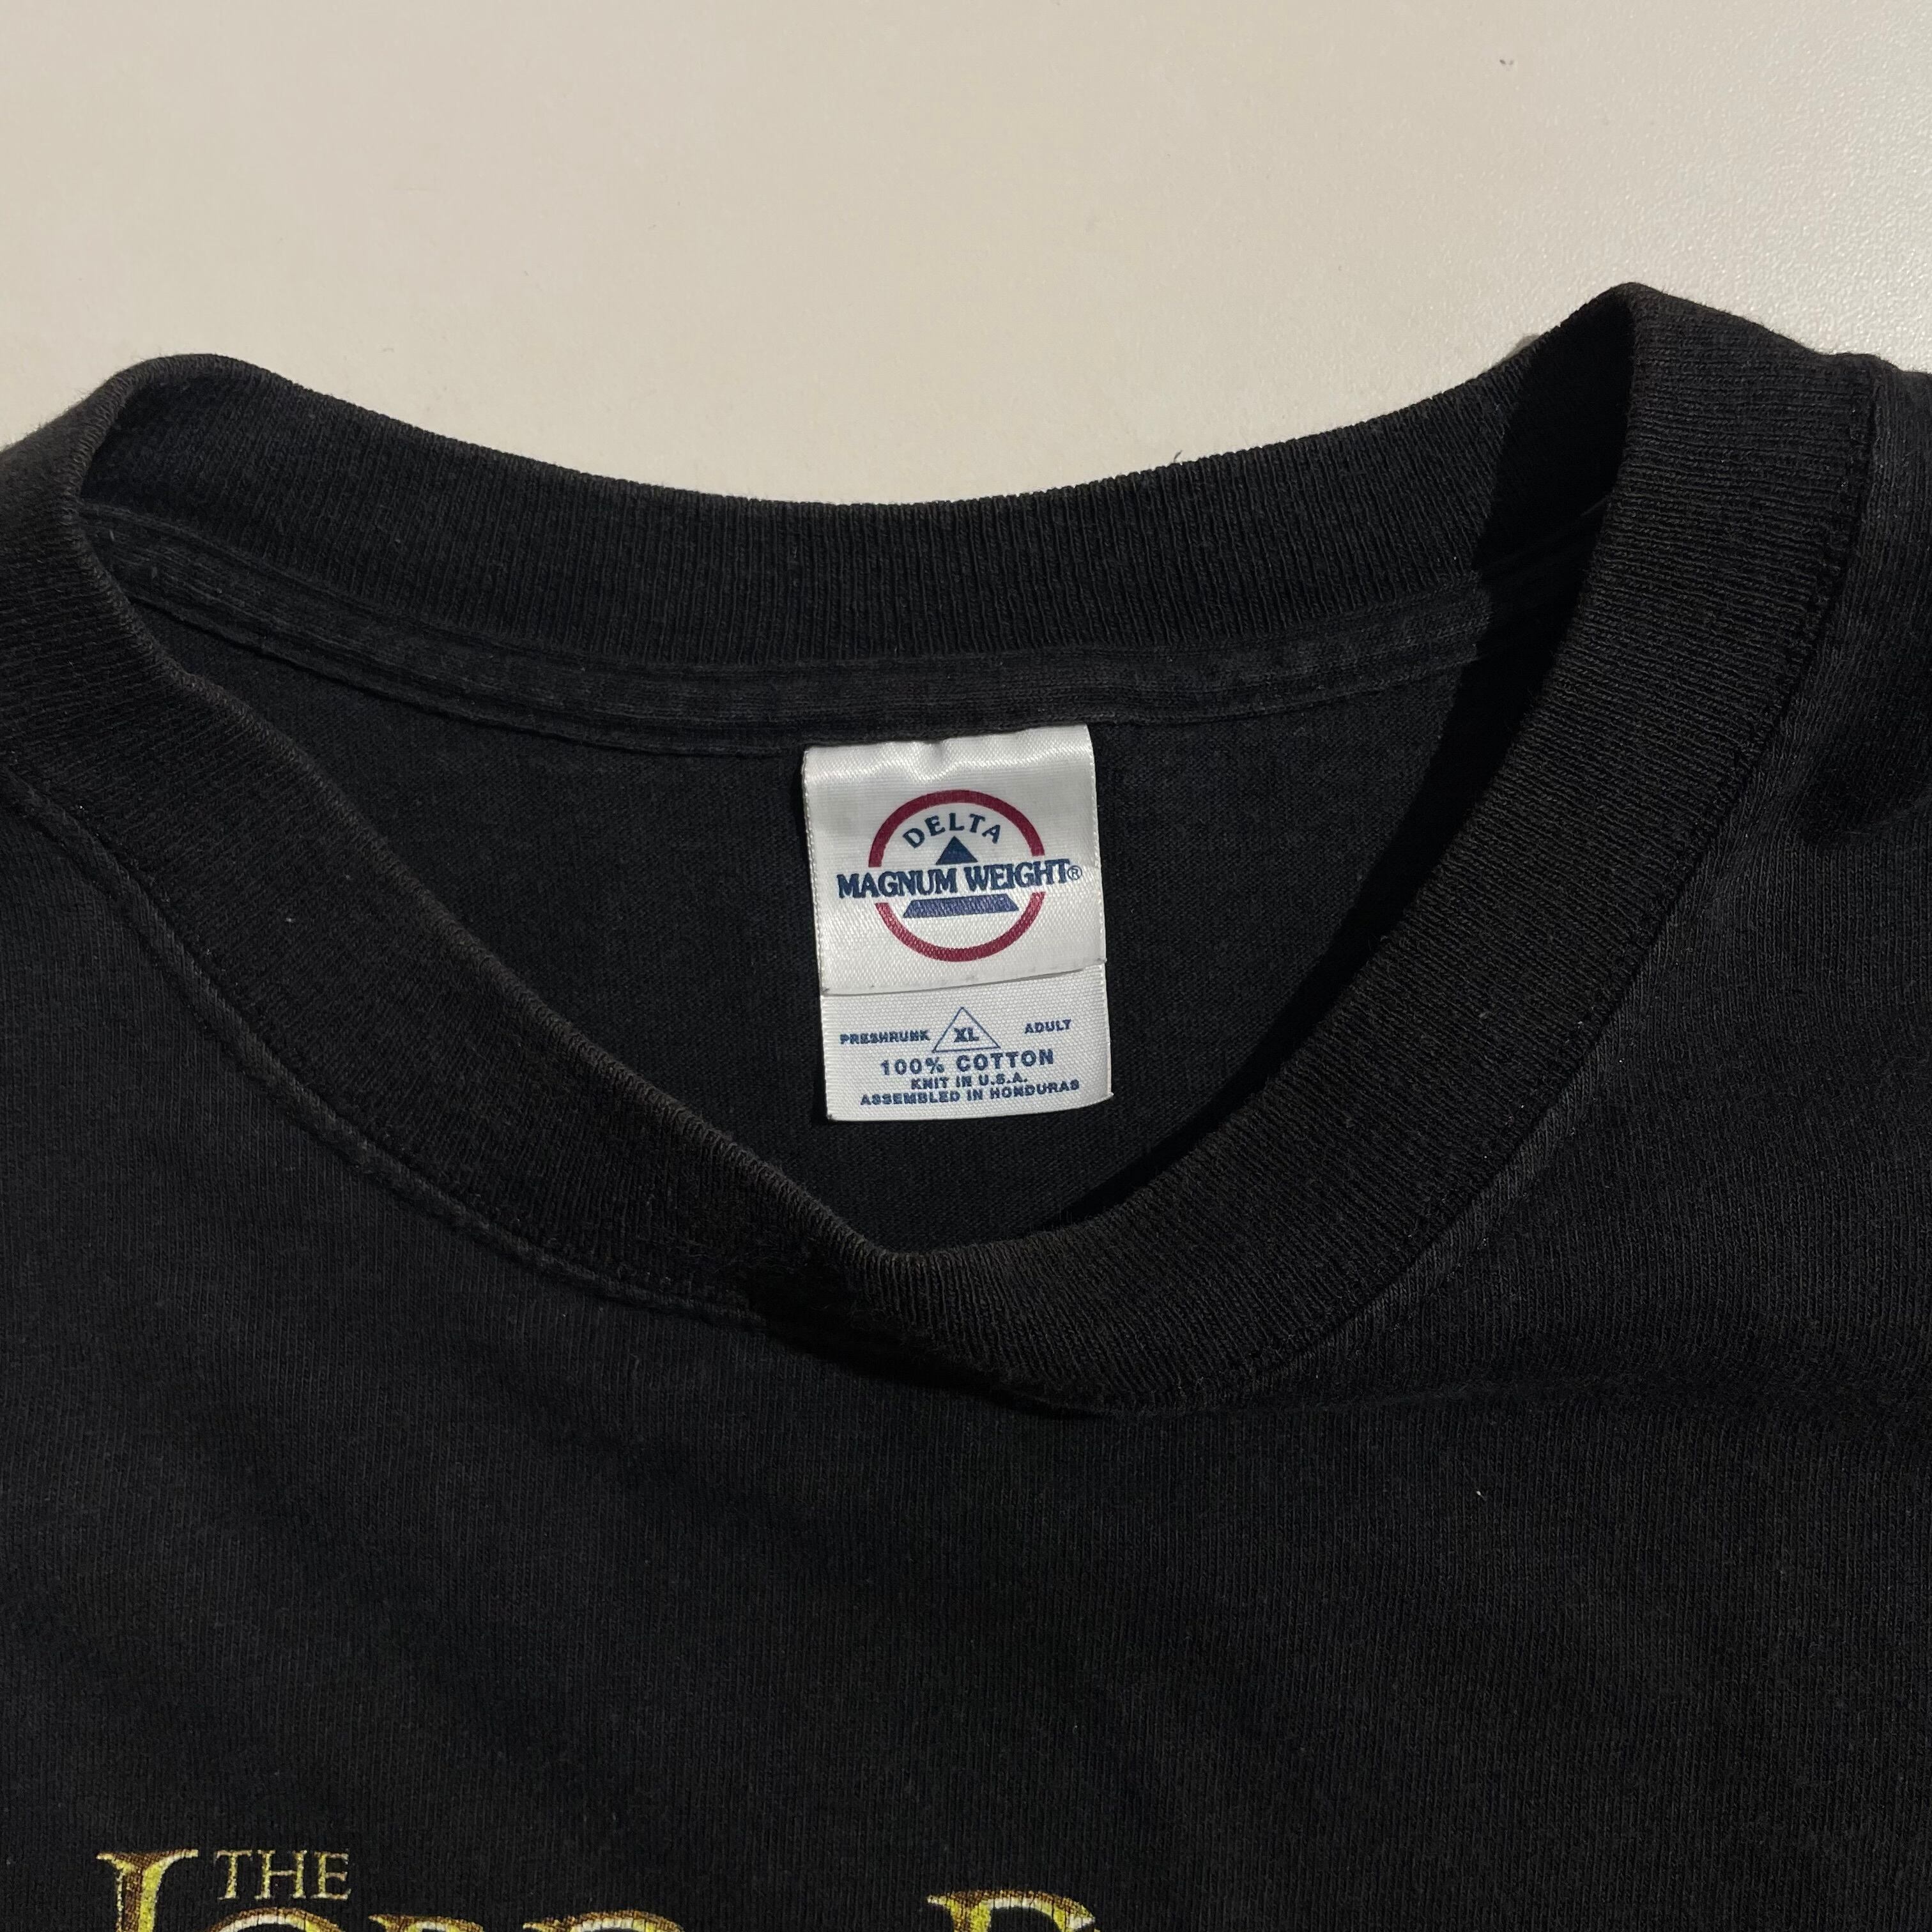 DELTA
MAGNUM WEIGHT®
PRESHRUNK XL ADULT
100% COTTON
KNIT IN U.S.A.
ASSEMBLED IN HONDURAS
THE